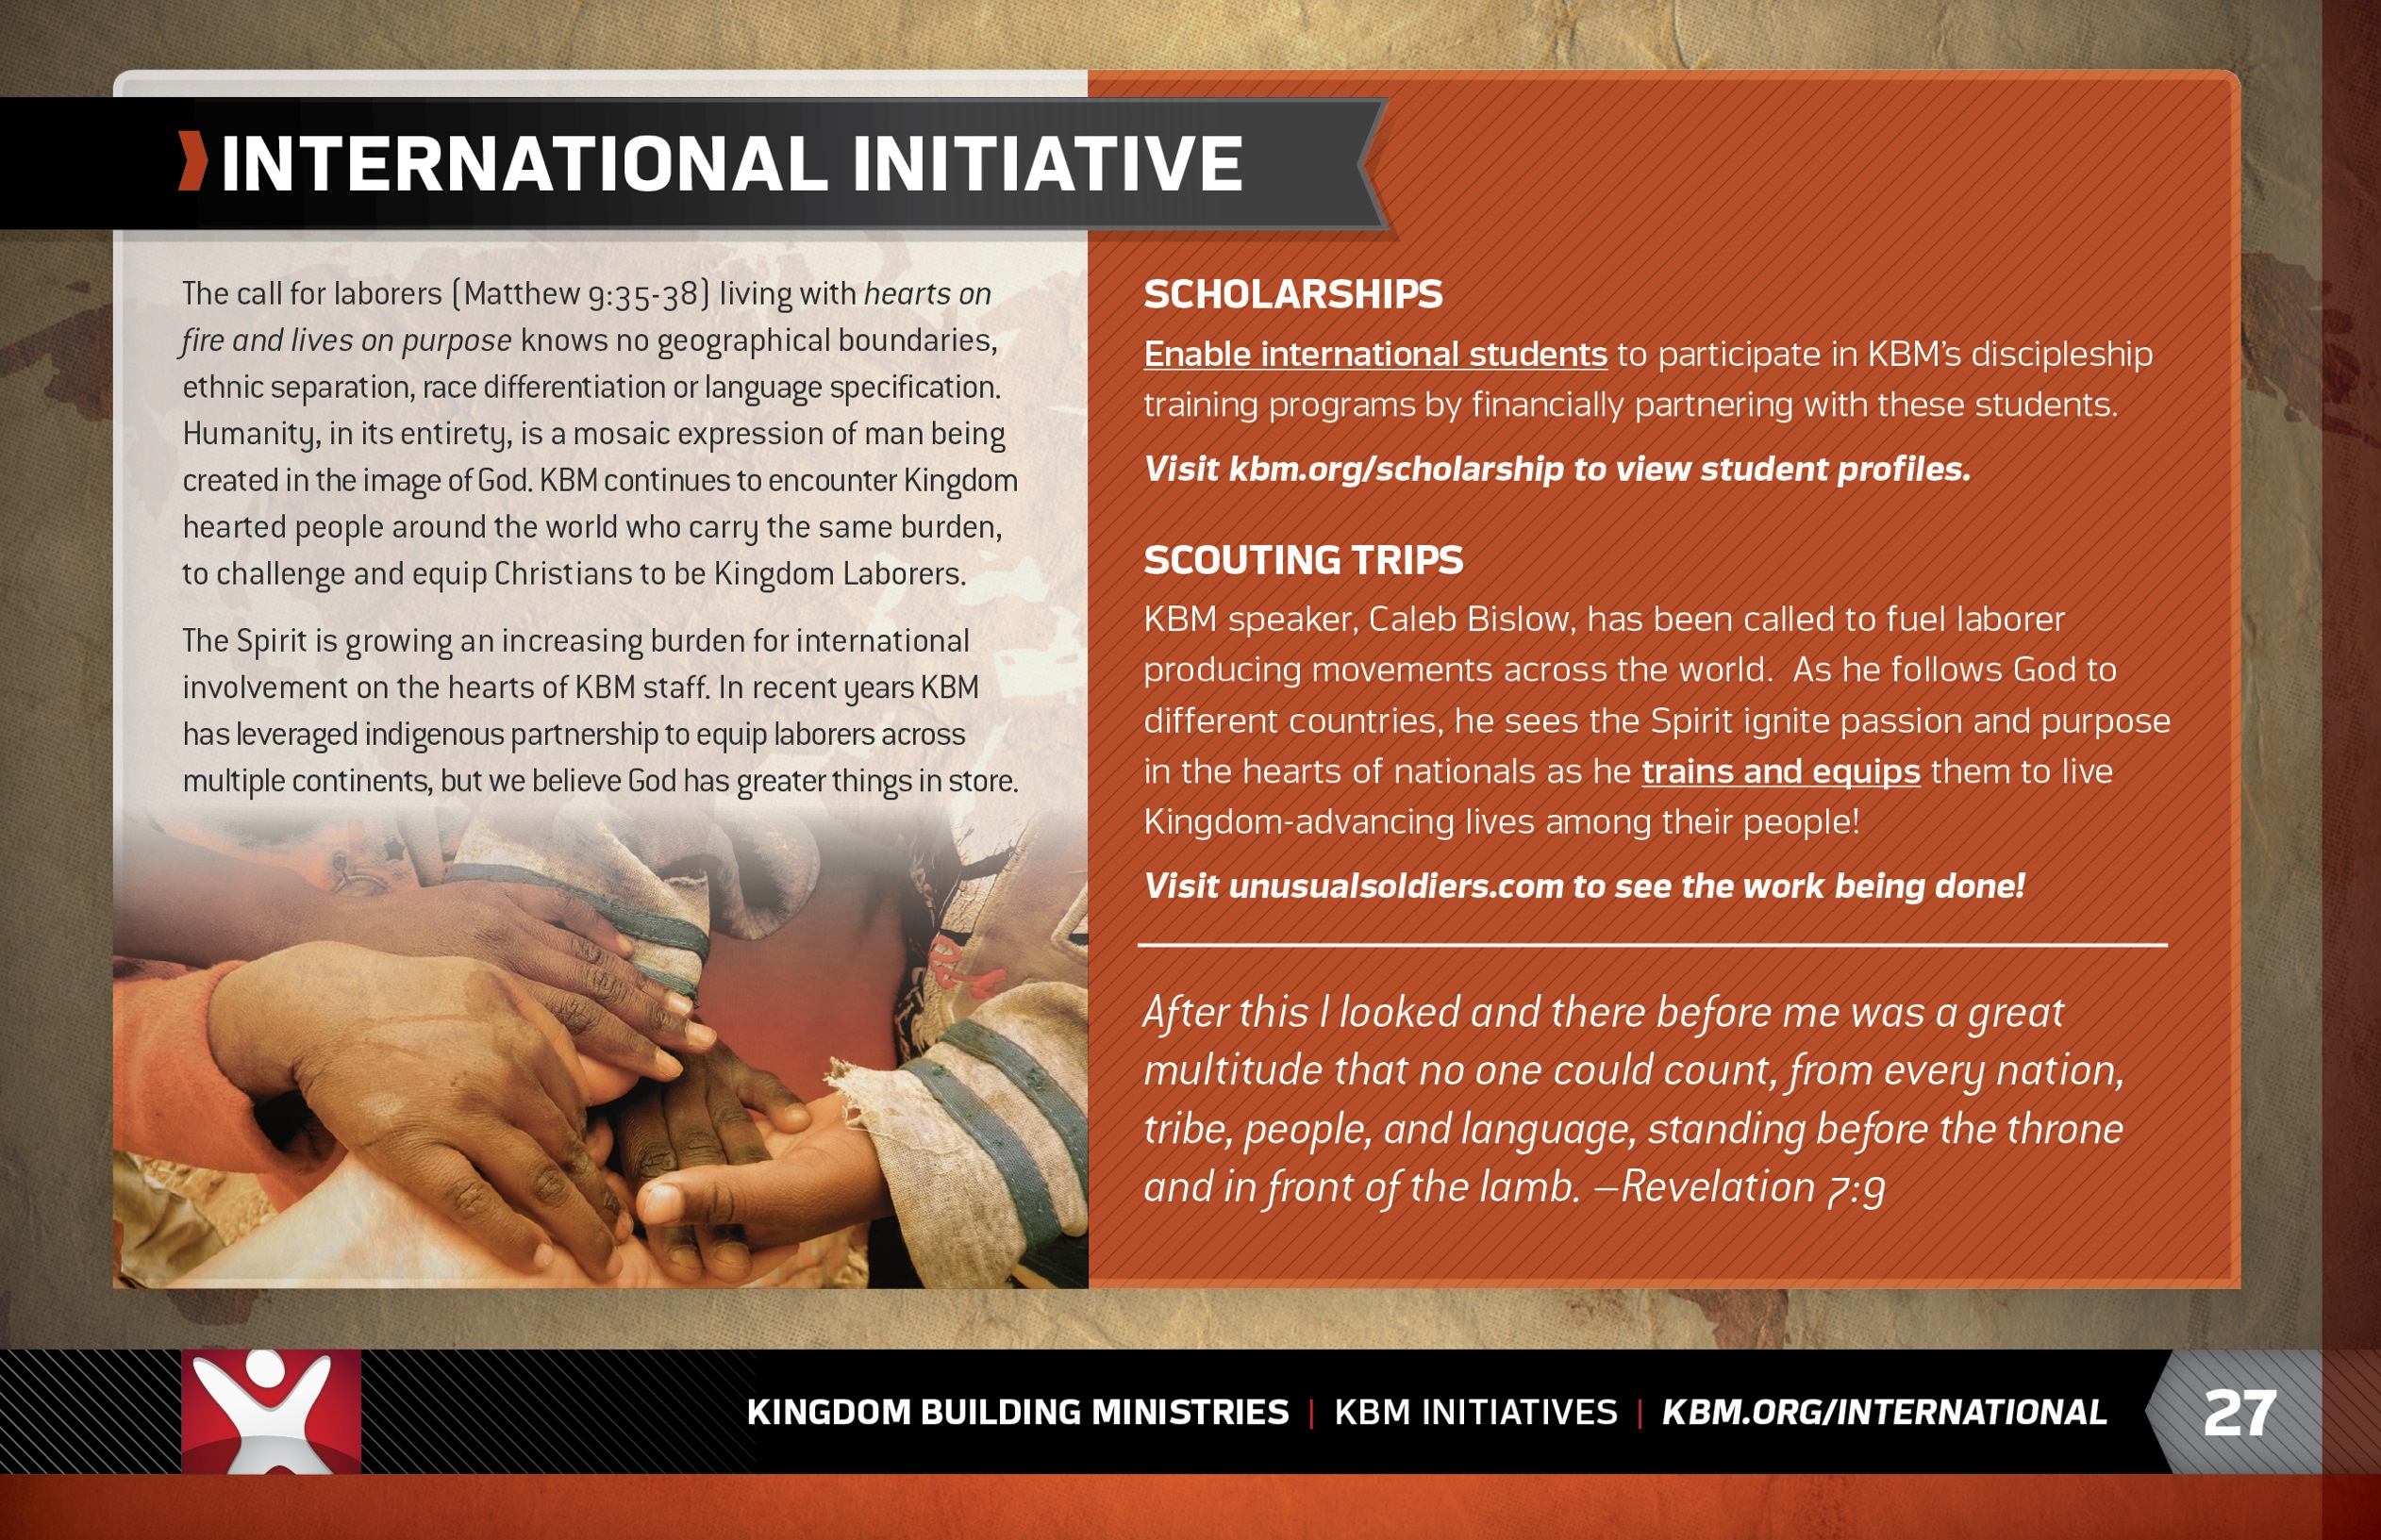 INTERNATIONAL INITIATIVE
The call for laborers (Matthew 9:35-38) living with hearts on
fire and lives on purpose knows no geographical boundaries,
ethnic separation, race differentiation or language specification.
Humanity, in its entirety, is a mosaic expression of man being
created in the image of God. KBM continues to encounter Kingdom
hearted people around the world who carry the same burden,
to challenge and equip Christians to be Kingdom Laborers.
The Spirit is growing an increasing burden for international
involvement on the hearts of KBM staff. In recent years KBM
has leveraged indigenous partnership to equip laborers across
multiple continents, but we believe God has greater things in store.
SCHOLARSHIPS
Enable international students to participate in KBM's discipleship
training programs by financially partnering with these students.
Visit kbm.org/scholarship to view student profiles.
SCOUTING TRIPS
KBM speaker, Caleb Bislow, has been called to fuel laborer
producing movements across the world.  As he follows God to
different countries, he sees the Spirit ignite passion and purpose
in the hearts of nationals as he trains and equips them to live
Kingdom-advancing lives among their people!
Visit unusualsoldiers.com to see the work being done!
After this I looked and there before me was a great
multitude that no one could count, from every nation,
tribe, people, and language, standing before the throne
and in front of the lamb. –Revelation 7:9
KINGDOM BUILDING MINISTRIES | KBM INITIATIVES | KBM.ORG/INTERNATIONAL 27